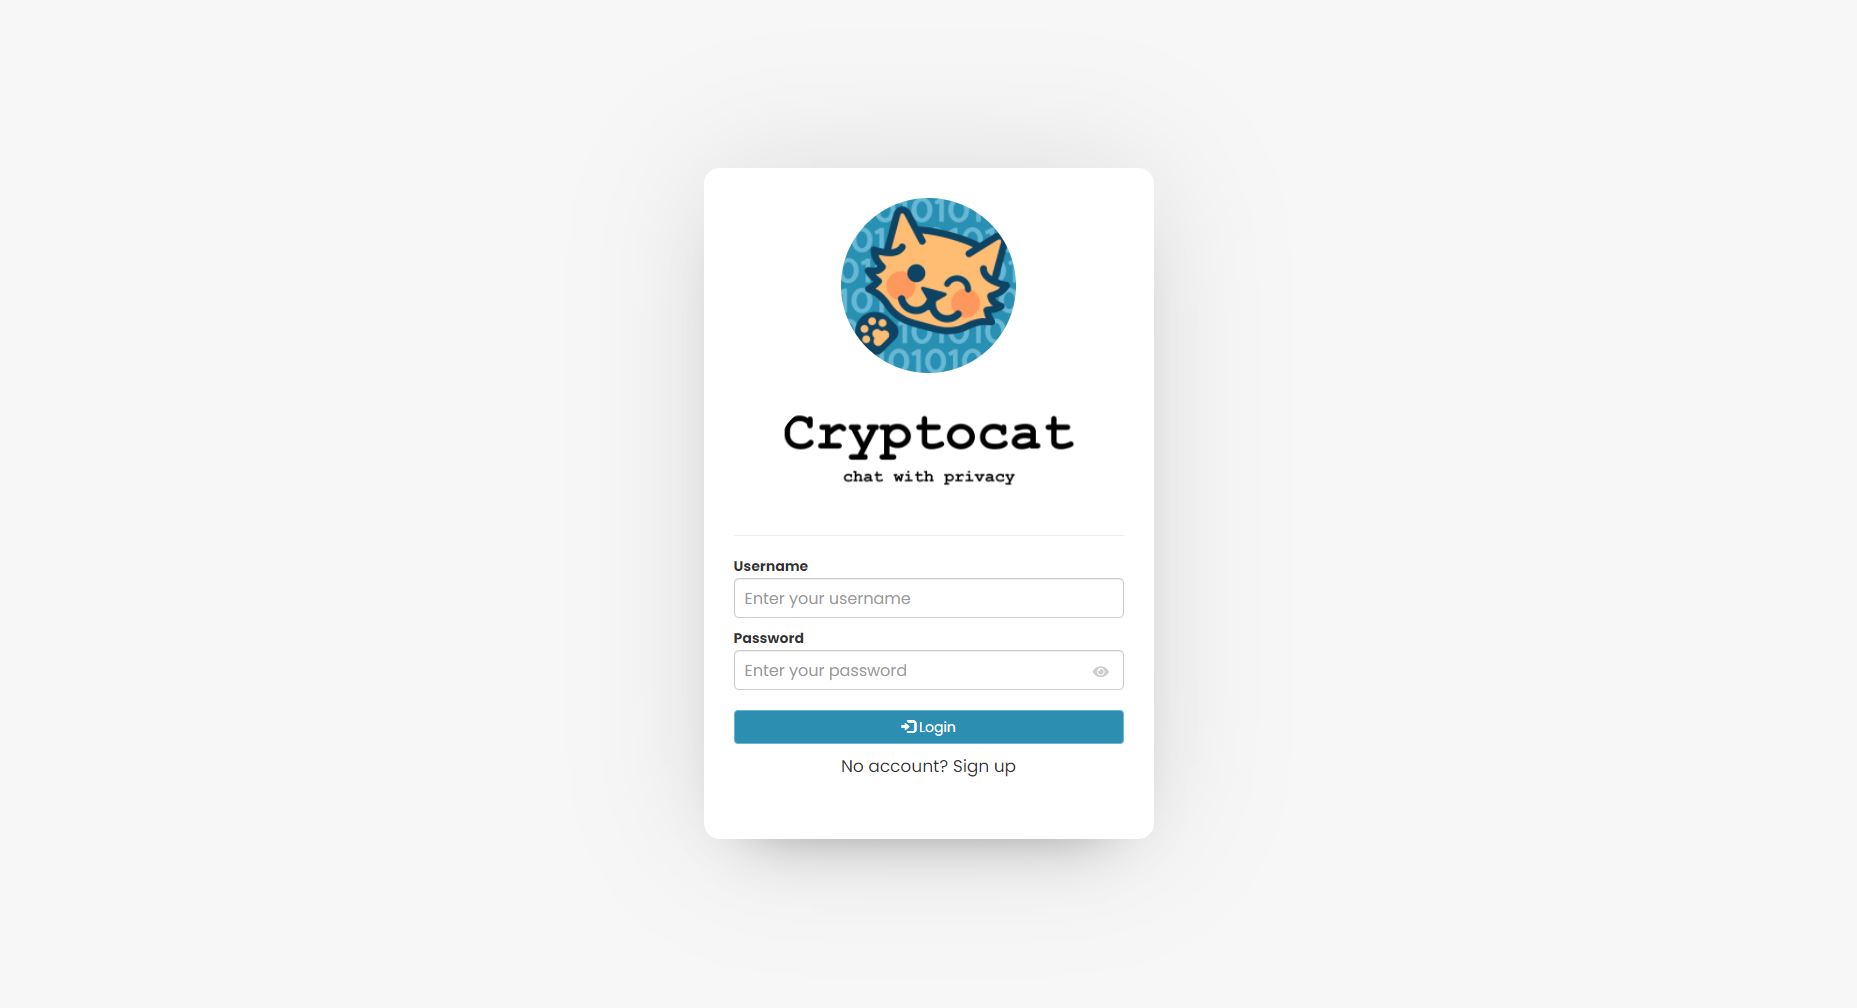 Cryptocat
chat with privacy
Username
Enter your username
Password
Enter your password
Login
No account? Sign up